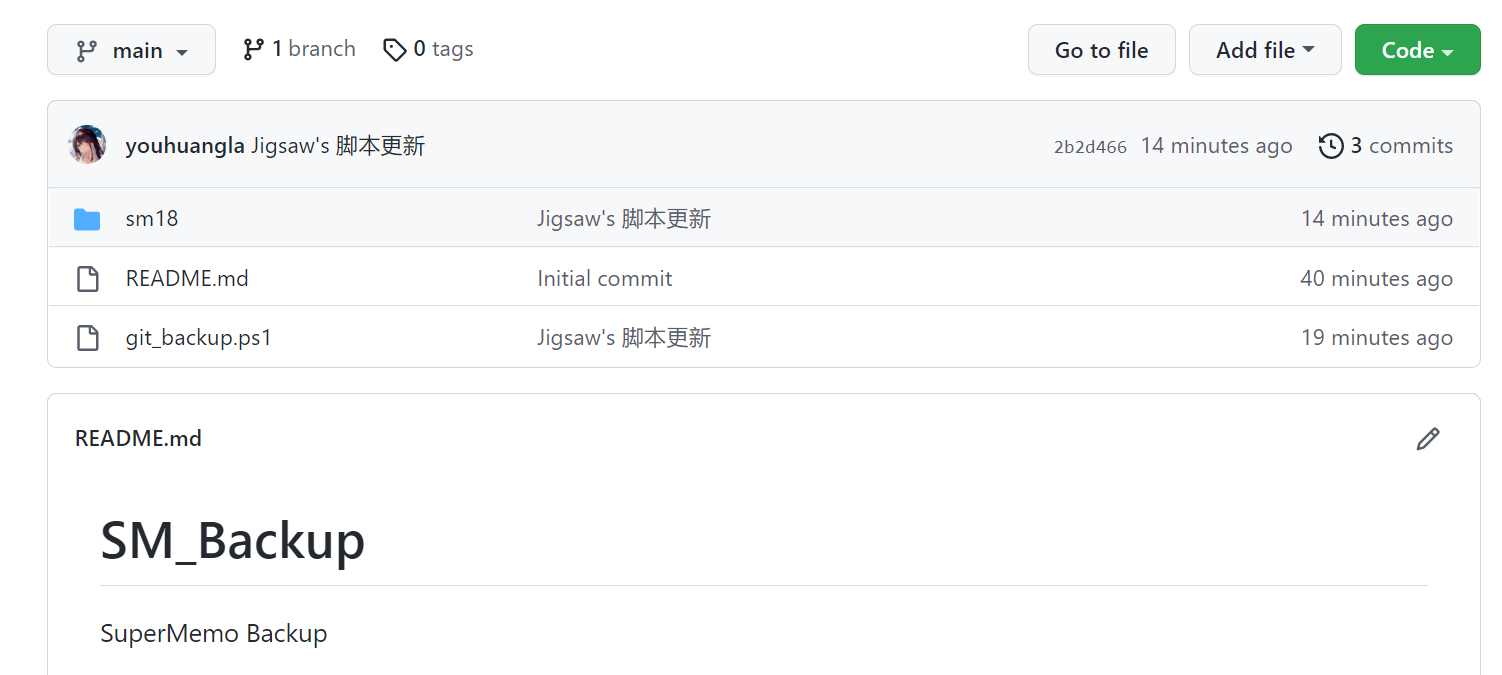 main 1 branch 0 tags Go to file Add file Code
youhuangla Jigsaw's 脚本更新 2b2d466 14 minutes ago 3 commits
sm18 Jigsaw's 脚本更新 14 minutes ago
README.md Initial commit 40 minutes ago
git_backup.ps1 Jigsaw's 脚本更新 19 minutes ago
README.md
SM_Backup
SuperMemo Backup